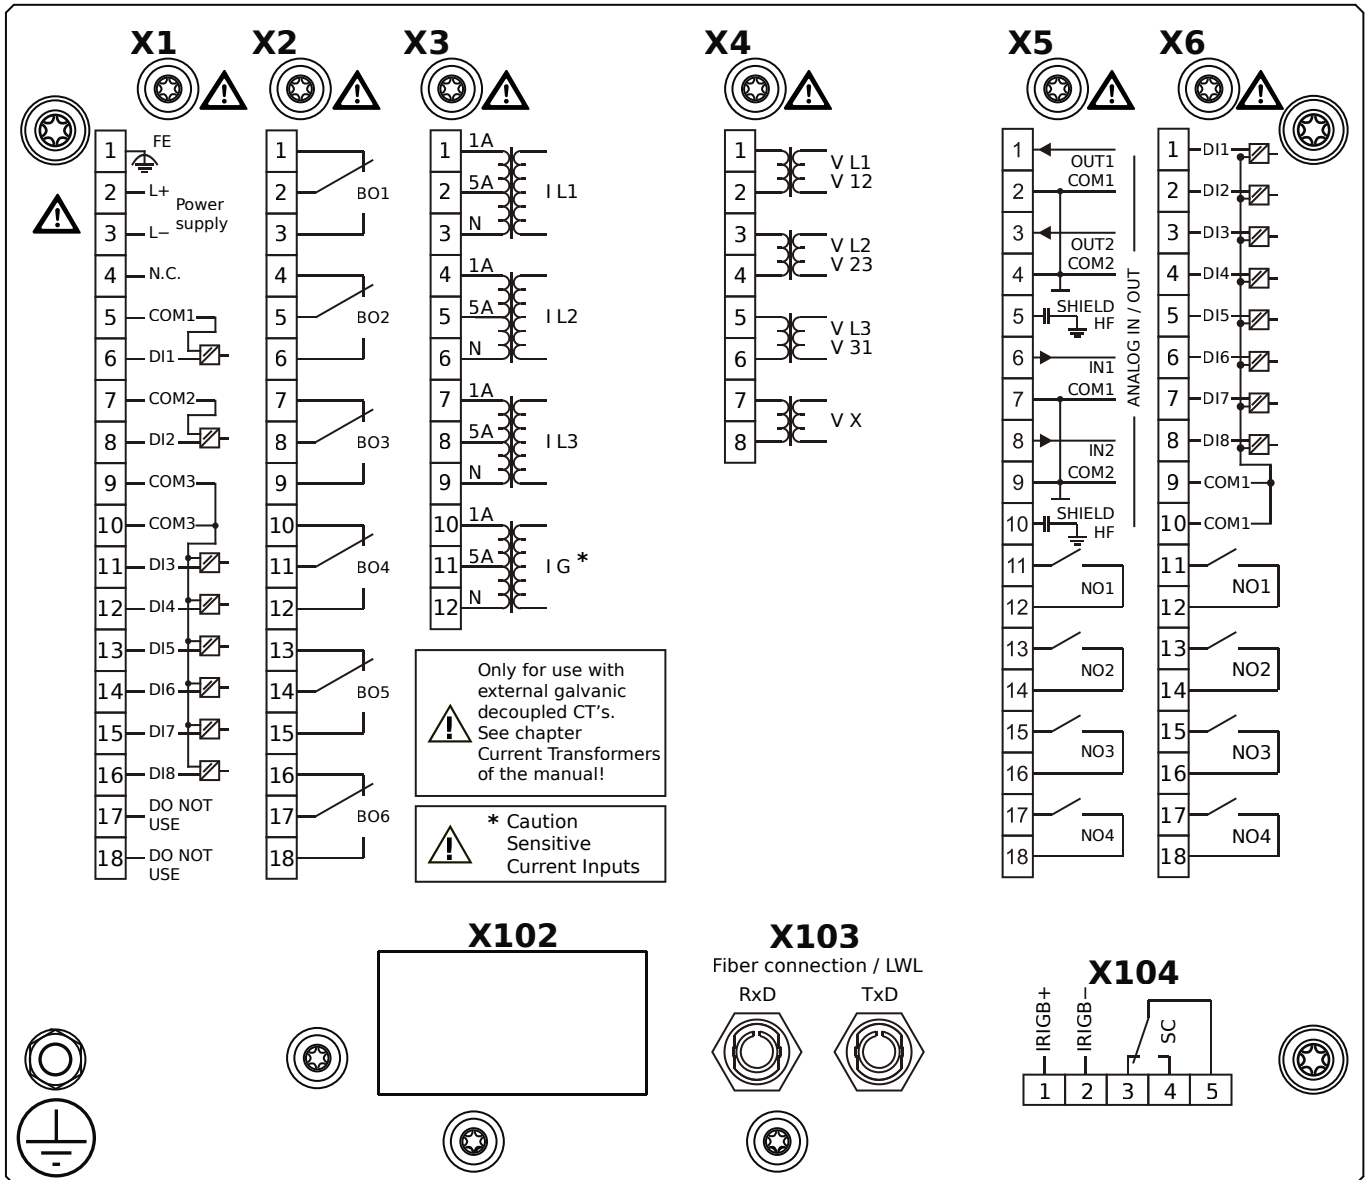 X1 X2 X3 X4 X5 X6
1 FE
2 L+
Power
supply
3 L−
4 N.C.
5 COM1
6 DI1
7 COM2
8 DI2
9 COM3
10 COM3
11 DI3
12 DI4
13 DI5
14 DI6
15 DI7
16 DI8
17 DO NOT
USE
18 DO NOT
USE
1
2 BO1
3
4
5 BO2
6
7
8 BO3
9
10
11 BO4
12
13
14 BO5
15
16
17 BO6
18
1 1A
2 5A I L1
3 N
4 1A
5 5A I L2
6 N
7 1A
8 5A I L3
9 N
10 1A
11 5A I G *
12 N
Only for use with
external galvanic
decoupled CT's.
See chapter
Current Transformers
of the manual!
* Caution
Sensitive
Current Inputs
1 V L1
2 V 12
3 V L2
4 V 23
5 V L3
6 V 31
7 V X
8
1 OUT1
2 COM1
3 OUT2
4 COM2
5 SHIELD
HF
6 IN1
7 COM1
8 IN2
9 COM2
10 SHIELD
HF
ANALOG IN / OUT
11 NO1
12
13 NO2
14
15 NO3
16
17 NO4
18
1 DI1
2 DI2
3 DI3
4 DI4
5 DI5
6 DI6
7 DI7
8 DI8
9 COM1
10 COM1
11 NO1
12
13 NO2
14
15 NO3
16
17 NO4
18
X102
X103
Fiber connection / LWL
RxD TxD
X104
IRIGB+ IRIGB− SC
1 2 3 4 5